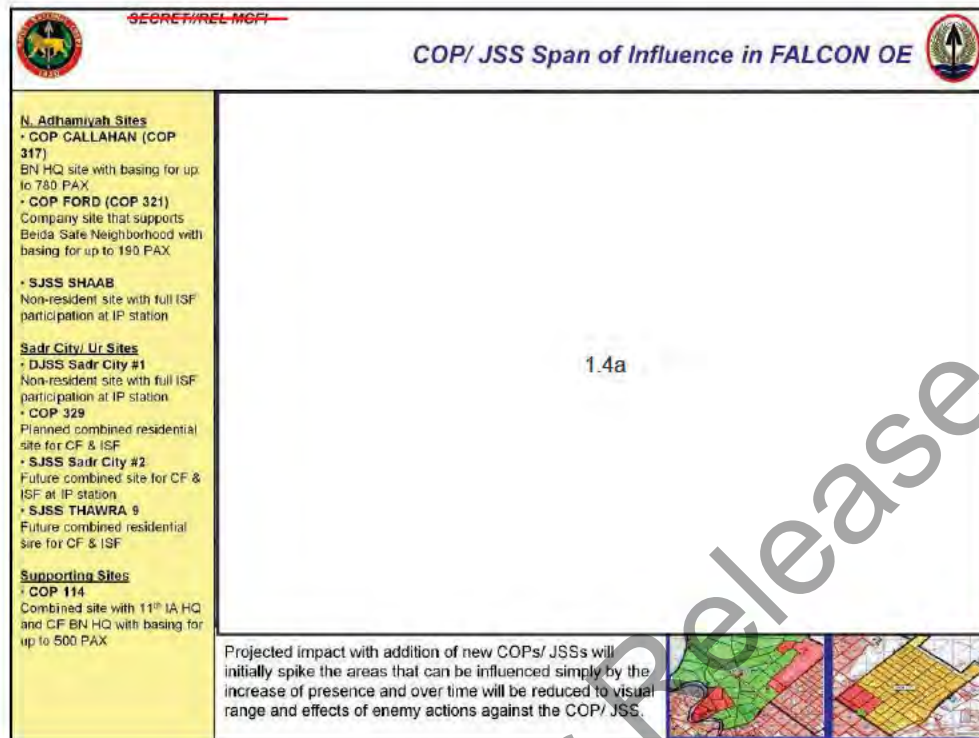 SECRET//REL MCFI
COP/ JSS Span of Influence in FALCON OE
N. Adhamiyah Sites
· COP CALLAHAN (COP
317)
BN HQ site with basing for up
to 780 PAX
· COP FORD (COP 321)
Company site that supports
Beida Safe Neighborhood with
basing for up to 190 PAX
· SJSS SHAAB
Non-resident site with full ISF
participation at IP station
Sadr City/ Ur Sites
· DJSS Sadr City #1
Non-resident site with full ISF
participation at IP station
· COP 329
Planned combined residential
site for CF & ISF
· SJSS Sadr City #2
Future combined site for CF &
ISF at IP station
· SJSS THAWRA 9
Future combined residential
sire for CF & ISF
Supporting Sites
· COP 114
Combined site with 11th IA HQ
and CF BN HQ with basing for
up to 500 PAX
1.4a
Projected impact with addition of new COPs/ JSSs will
initially spike the areas that can be influenced simply by the
increase of presence and over time will be reduced to visual
range and effects of enemy actions against the COP/ JSS.
Release